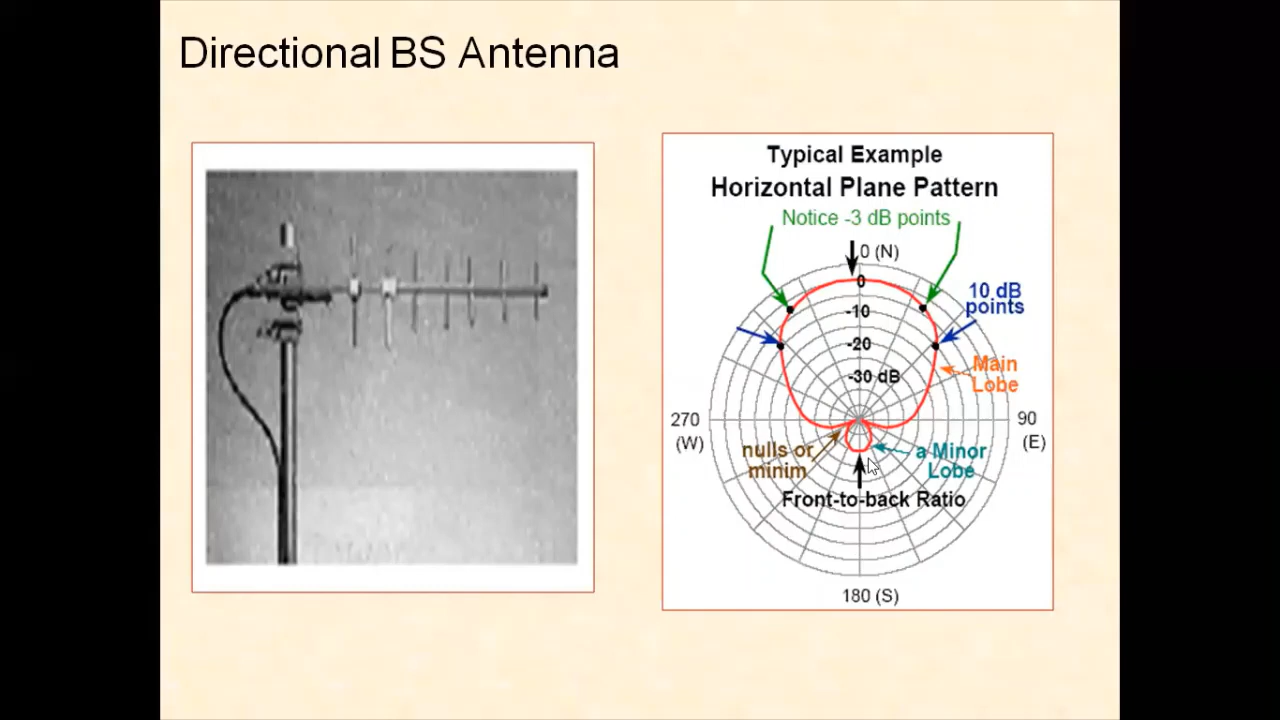 Directional BS Antenna
Typical Example
Horizontal Plane Pattern
Notice -3 dB points
0 (N)
0
10 dB
points
-10
-20
-30 dB
Main
Lobe
270
(W)
90
(E)
nulls or
minim
a Minor
Lobe
Front-to-back Ratio
180 (S)